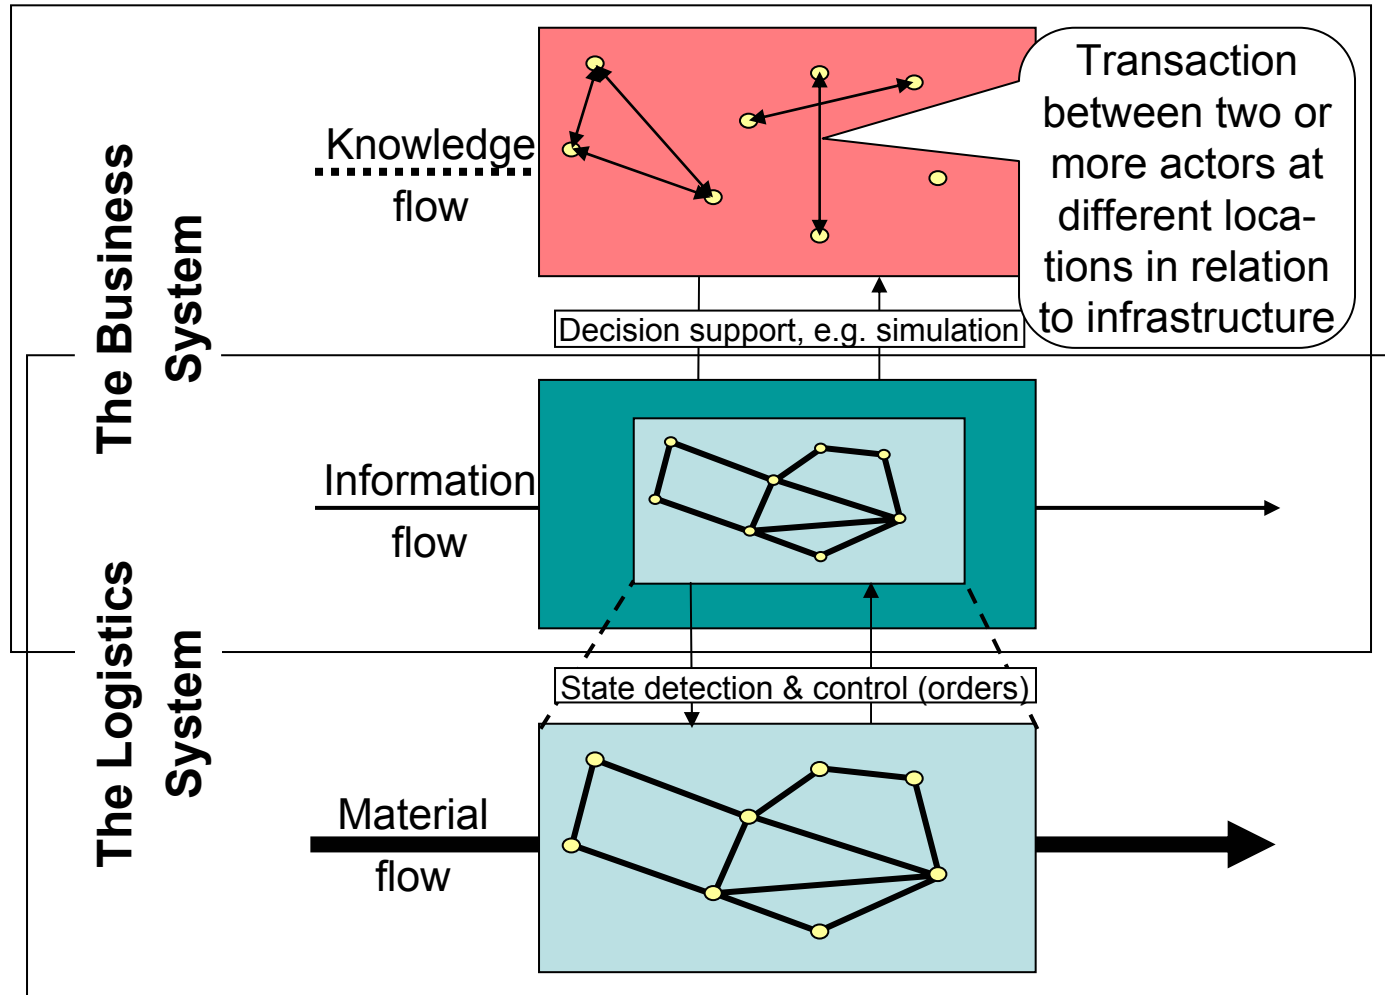 The Business
System
The Logistics
System
Knowledge
flow
Transaction
between two or
more actors at
different loca-
tions in relation
to infrastructure
Decision support, e.g. simulation
Information
flow
State detection & control (orders)
Material
flow